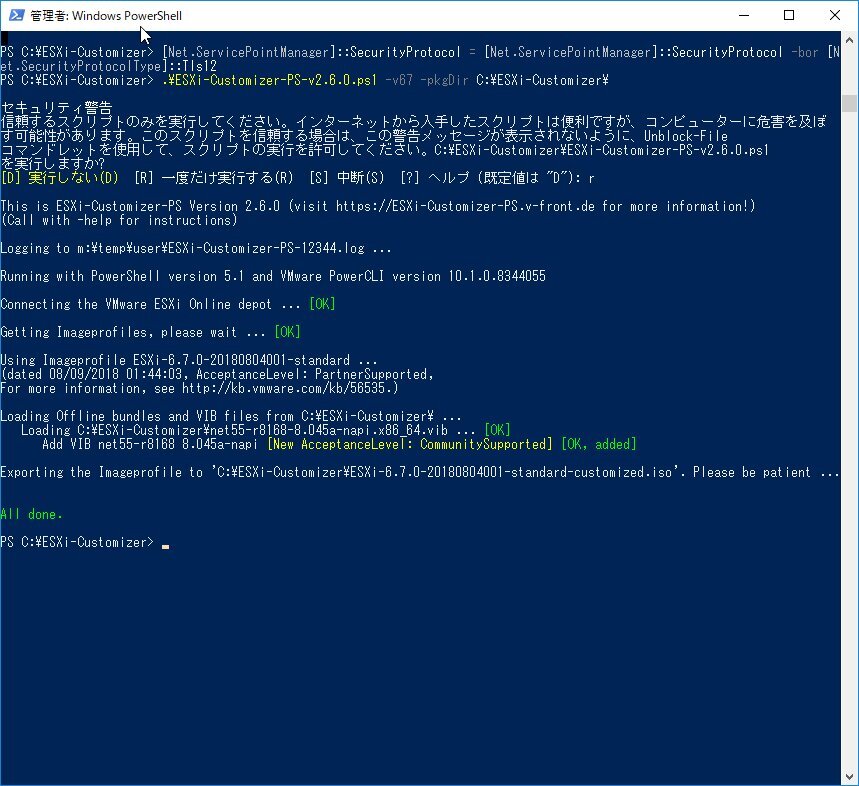 管理者: Windows PowerShell
PS C:¥ESXi-Customizer> [Net.ServicePointManager]::SecurityProtocol = [Net.ServicePointManager]::SecurityProtocol -bor [N
et.SecurityProtocolType]::Tls12
PS C:¥ESXi-Customizer> .¥ESXi-Customizer-PS-v2.6.0.ps1 -v67 -pkgDir C:¥ESXi-Customizer¥
セキュリティ警告
信頼するスクリプトのみを実行してください。インターネットから入手したスクリプトは便利ですが、コンピューターに危害を及ぼ
す可能性があります。このスクリプトを信頼する場合は、この警告メッセージが表示されないように、Unblock-File
コマンドレットを使用して、スクリプトの実行を許可してください。C:¥ESXi-Customizer¥ESXi-Customizer-PS-v2.6.0.ps1
を実行しますか?
[D] 実行しない(D)  [R] 一度だけ実行する(R)  [S] 中断(S)  [?] ヘルプ (既定値は "D"): r
This is ESXi-Customizer-PS Version 2.6.0 (visit https://ESXi-Customizer-PS.v-front.de for more information!)
(Call with -help for instructions)
Logging to m:¥temp¥user¥ESXi-Customizer-PS-12344.log ...
Running with PowerShell version 5.1 and VMware PowerCLI version 10.1.0.8344055
Connecting the VMware ESXi Online depot ... [OK]
Getting Imageprofiles, please wait ... [OK]
Using Imageprofile ESXi-6.7.0-20180804001-standard ...
(dated 08/09/2018 01:44:03, AcceptanceLevel: PartnerSupported,
For more information, see http://kb.vmware.com/kb/56535.)
Loading Offline bundles and VIB files from C:¥ESXi-Customizer¥ ...
Loading C:¥ESXi-Customizer¥net55-r8168-8.045a-napi.x86_64.vib ... [OK]
Add VIB net55-r8168 8.045a-napi [New AcceptanceLevel: CommunitySupported] [OK, added]
Exporting the Imageprofile to 'C:¥ESXi-Customizer¥ESXi-6.7.0-20180804001-standard-customized.iso'. Please be patient ...
All done.
PS C:¥ESXi-Customizer>